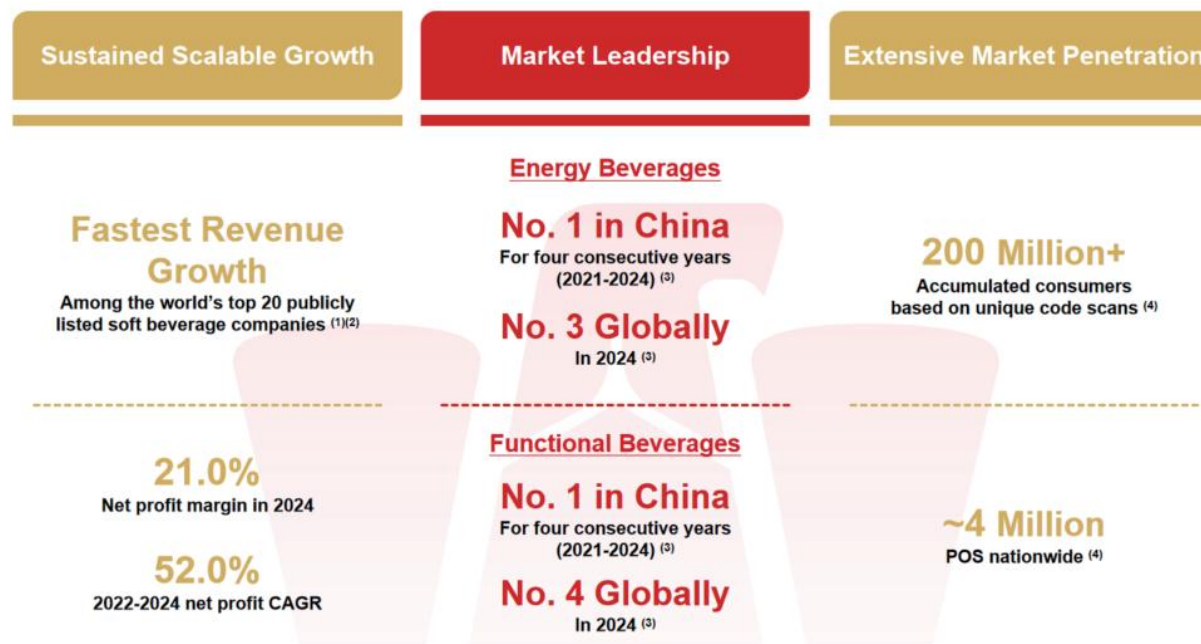 Sustained Scalable Growth
Market Leadership
Extensive Market Penetration
Fastest Revenue
Growth
Among the world's top 20 publicly
listed soft beverage companies (1)(2)
21.0%
Net profit margin in 2024
52.0%
2022-2024 net profit CAGR
Energy Beverages
No. 1 in China
For four consecutive years
(2021-2024) (3)
No. 3 Globally
In 2024 (3)
Functional Beverages
No. 1 in China
For four consecutive years
(2021-2024) (3)
No. 4 Globally
In 2024 (3)
200 Million+
Accumulated consumers
based on unique code scans (4)
~4 Million
POS nationwide (4)